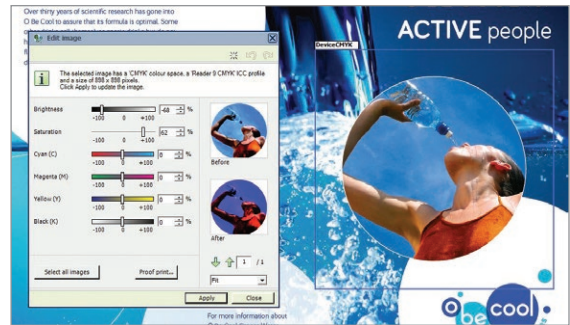 Over thirty years of scientific research has gone into
O Be Cool to assure that its formula is optimal. Some
Edit image
The selected image has a 'CMYK' colour space, a 'Reader 9 CMYK' ICC profile
and a size of 898 x 898 pixels.
Click Apply to update the image.
Brightness
-68 %
-100 0 +100
Saturation
62 %
-100 0 +100
Cyan (C)
0 %
-100 0 +100
Magenta (M)
0 %
-100 0 +100
Yellow (Y)
0 %
-100 0 +100
Black (K)
0 %
-100 0 +100
Before
After
1 / 1
Fit
Select all images
Proof print...
Apply
Close
ACTIVE people
DeviceCMYK
O be cool
For more information about